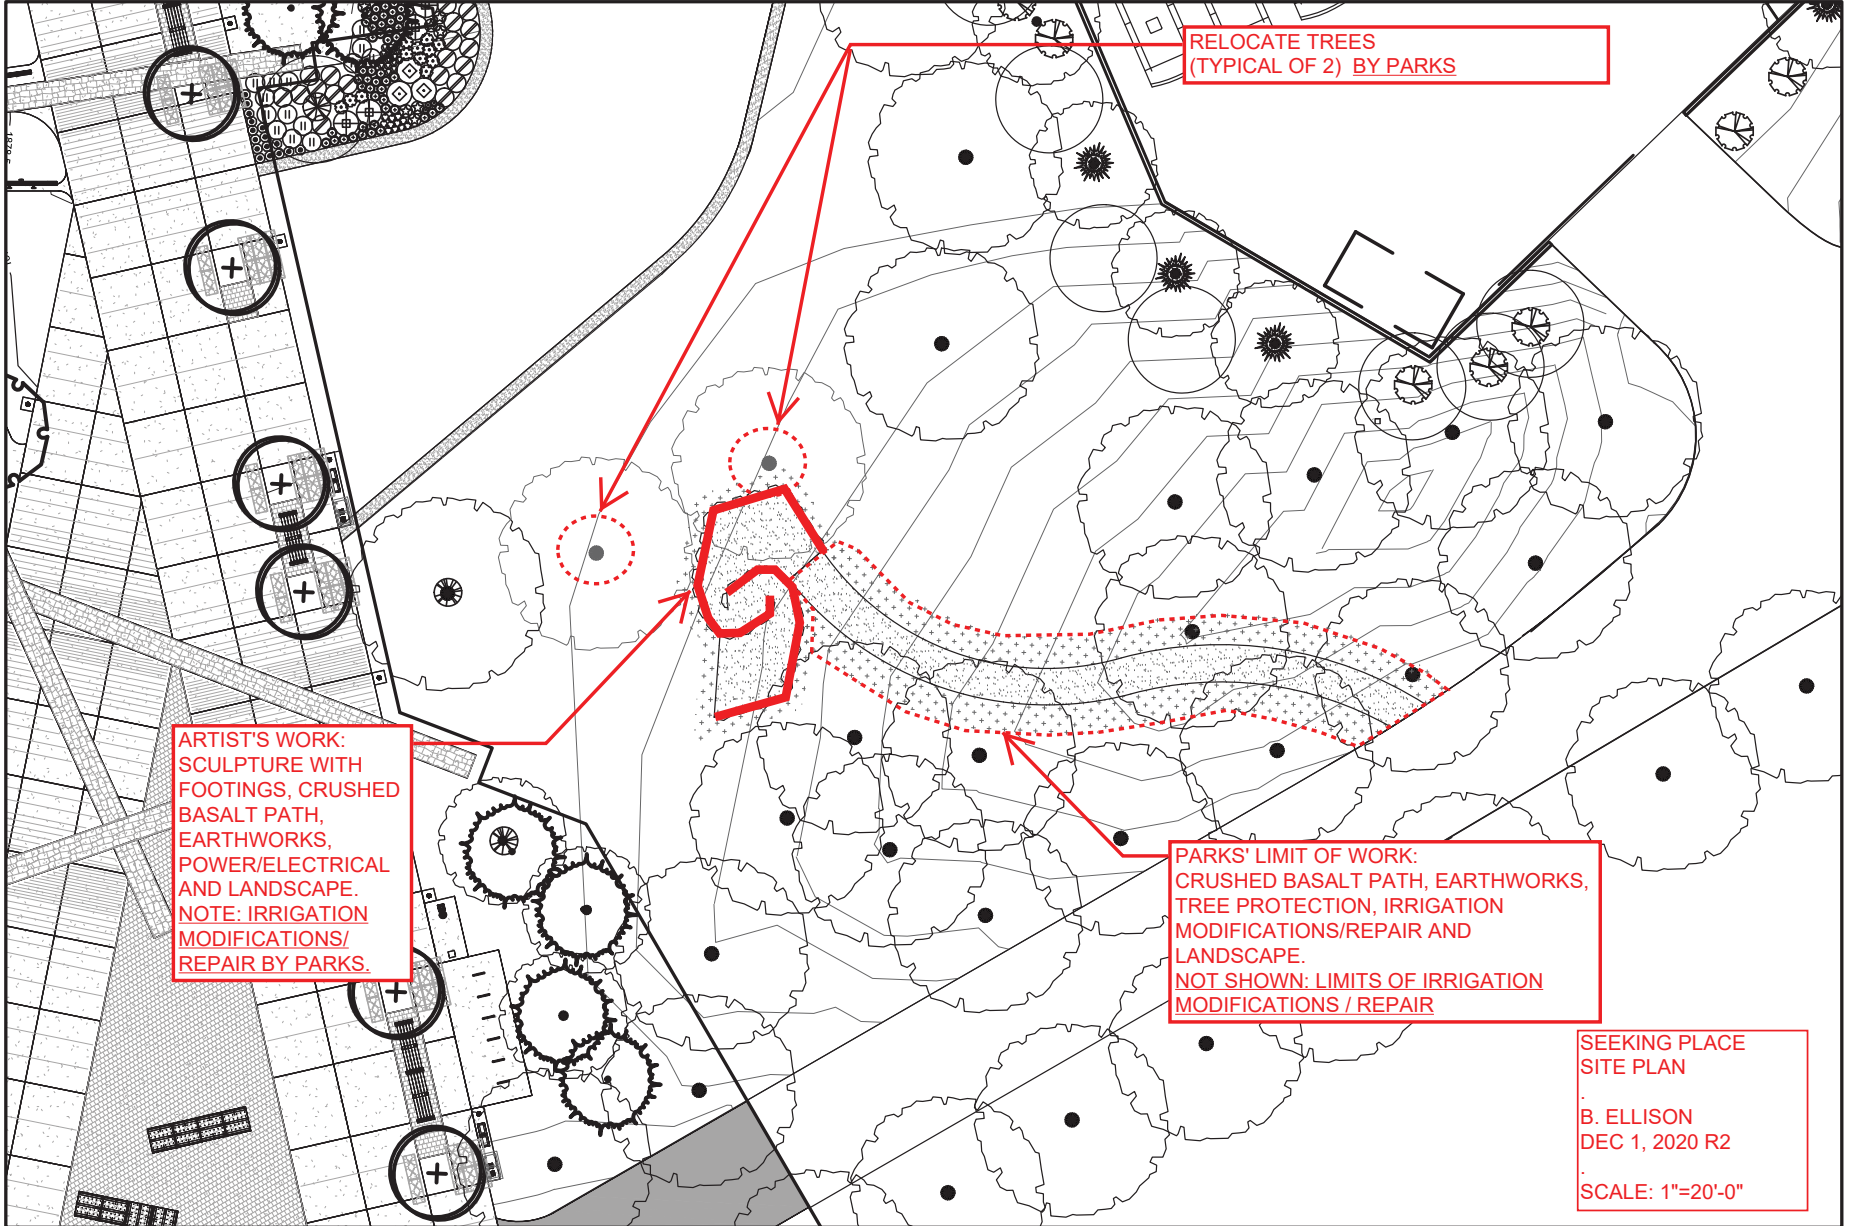 RELOCATE TREES
(TYPICAL OF 2) BY PARKS
ARTIST'S WORK:
SCULPTURE WITH
FOOTINGS, CRUSHED
BASALT PATH,
EARTHWORKS,
POWER/ELECTRICAL
AND LANDSCAPE.
NOTE: IRRIGATION
MODIFICATIONS/
REPAIR BY PARKS.
PARKS' LIMIT OF WORK:
CRUSHED BASALT PATH, EARTHWORKS,
TREE PROTECTION, IRRIGATION
MODIFICATIONS/REPAIR AND
LANDSCAPE.
NOT SHOWN: LIMITS OF IRRIGATION
MODIFICATIONS / REPAIR
SEEKING PLACE
SITE PLAN
.
B. ELLISON
DEC 1, 2020 R2
.
SCALE: 1"=20'-0"